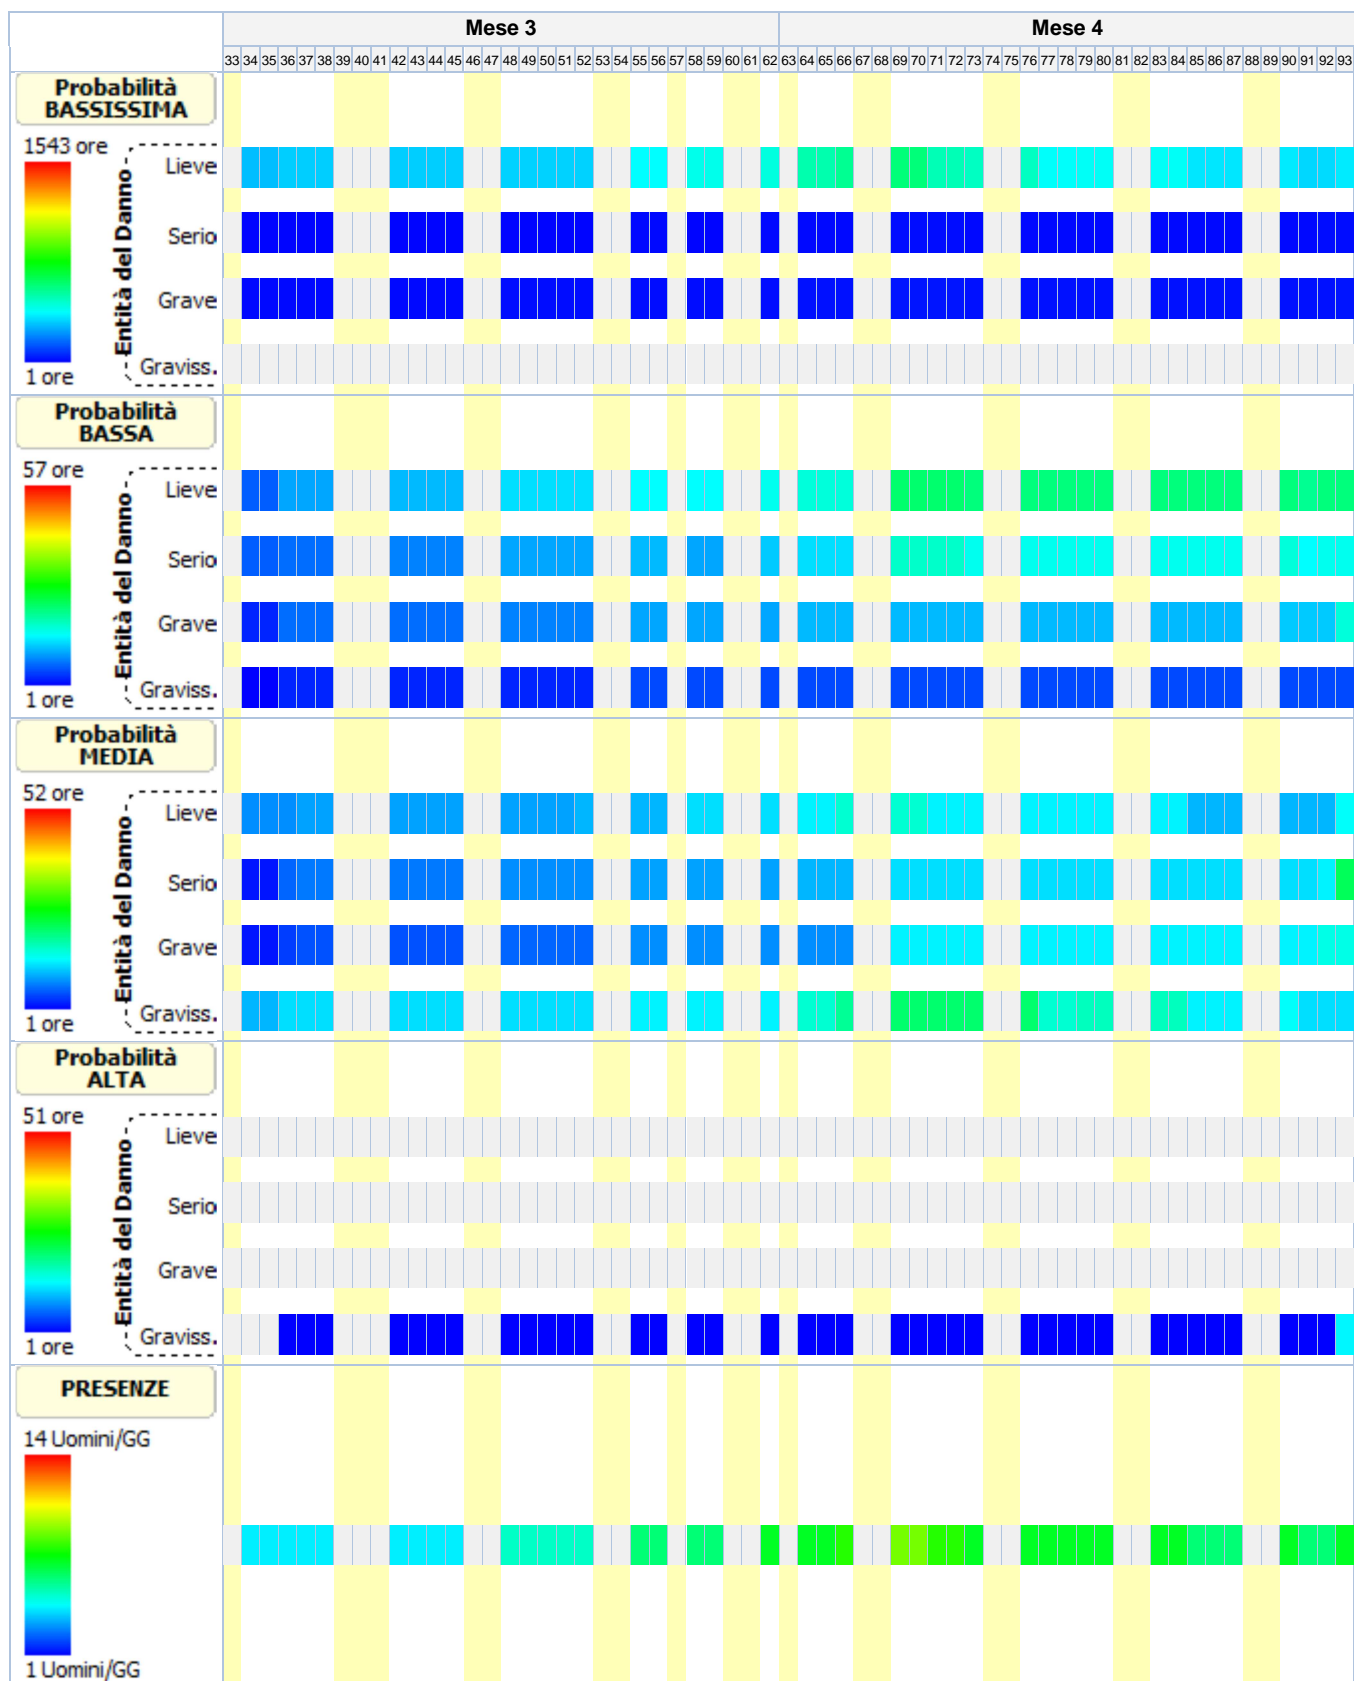 Mese 3 Mese 4
33 34 35 36 37 38 39 40 41 42 43 44 45 46 47 48 49 50 51 52 53 54 55 56 57 58 59 60 61 62 63 64 65 66 67 68 69 70 71 72 73 74 75 76 77 78 79 80 81 82 83 84 85 86 87 88 89 90 91 92 93
Probabilità
BASSISSIMA
1543 ore
Entità del Danno
Lieve
Serio
Grave
Graviss.
1 ore
Probabilità
BASSA
57 ore
Entità del Danno
Lieve
Serio
Grave
Graviss.
1 ore
Probabilità
MEDIA
52 ore
Entità del Danno
Lieve
Serio
Grave
Graviss.
1 ore
Probabilità
ALTA
51 ore
Entità del Danno
Lieve
Serio
Grave
Graviss.
1 ore
PRESENZE
14 Uomini/GG
1 Uomini/GG